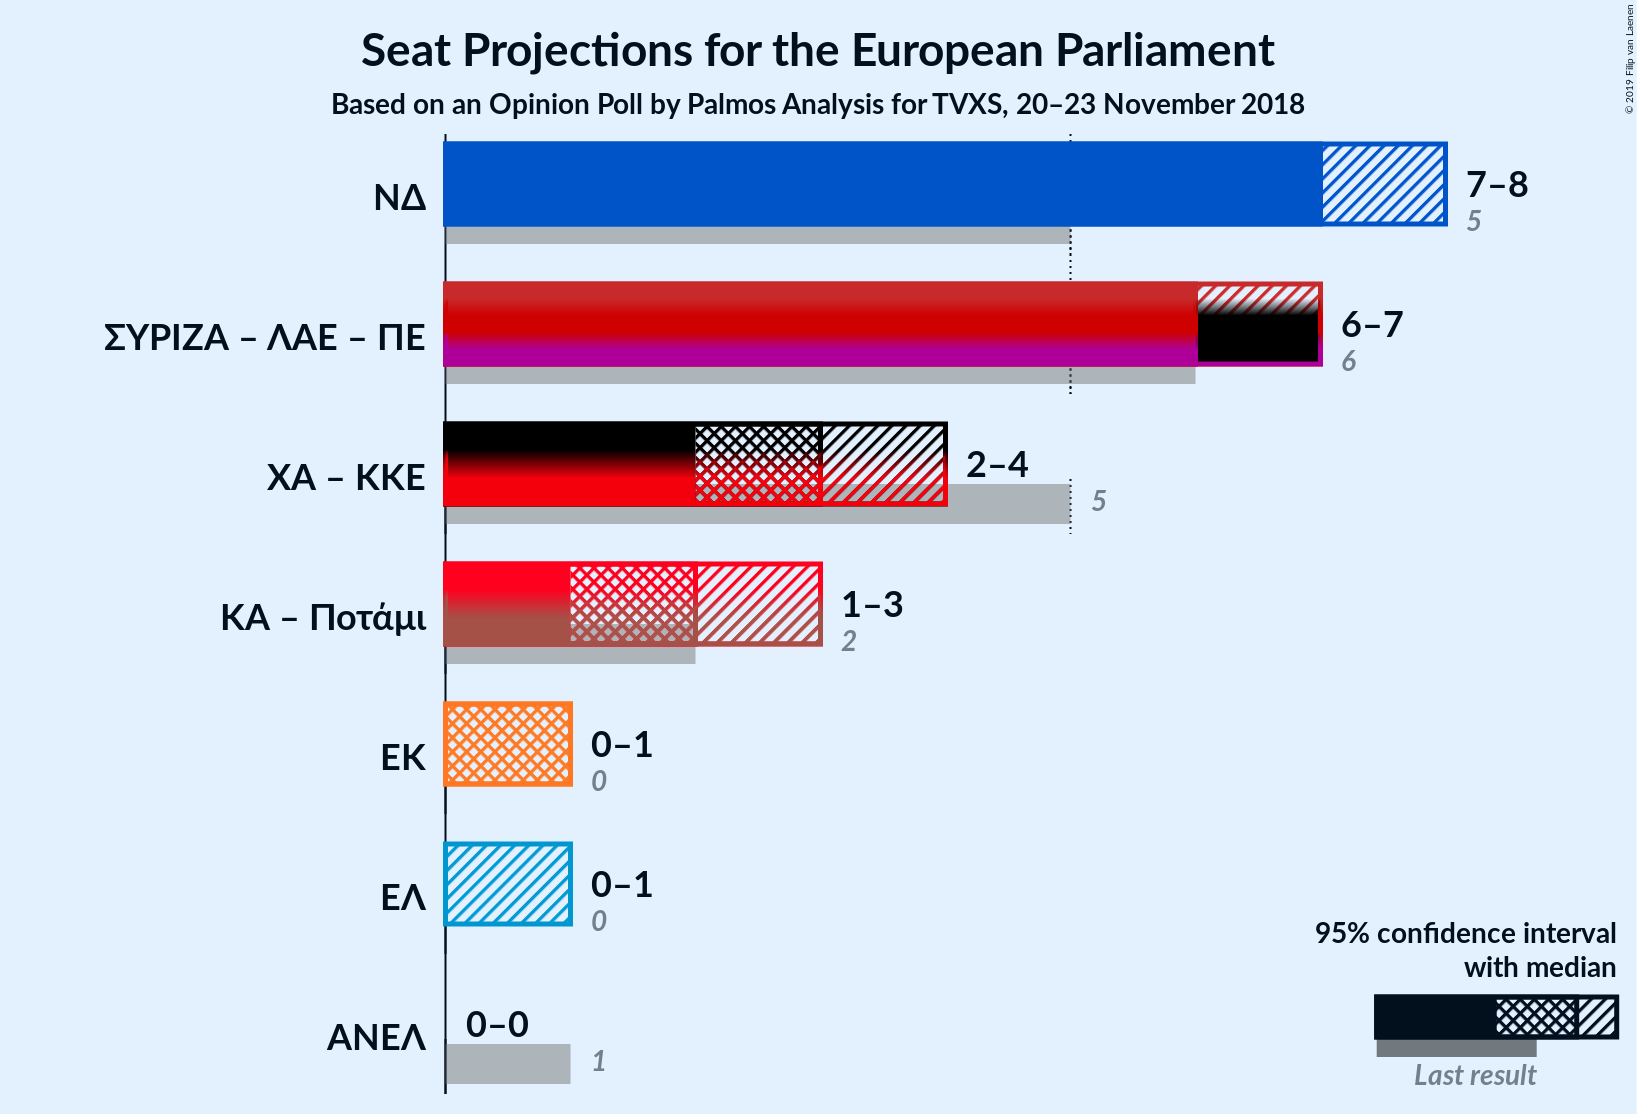 Seat Projections for the European Parliament
Based on an Opinion Poll by Palmos Analysis for TVXS, 20–23 November 2018
© 2019 Filip van Laenen
ΝΔ
7–8
5
ΣΥΡΙΖΑ – ΛΑΕ – ΠΕ
6–7
6
ΧΑ – ΚΚΕ
2–4
5
ΚΑ – Ποτάμι
1–3
2
ΕΚ
0–1
0
ΕΛ
0–1
0
ΑΝΕΛ
0–0
1
95% confidence interval
with median
Last result